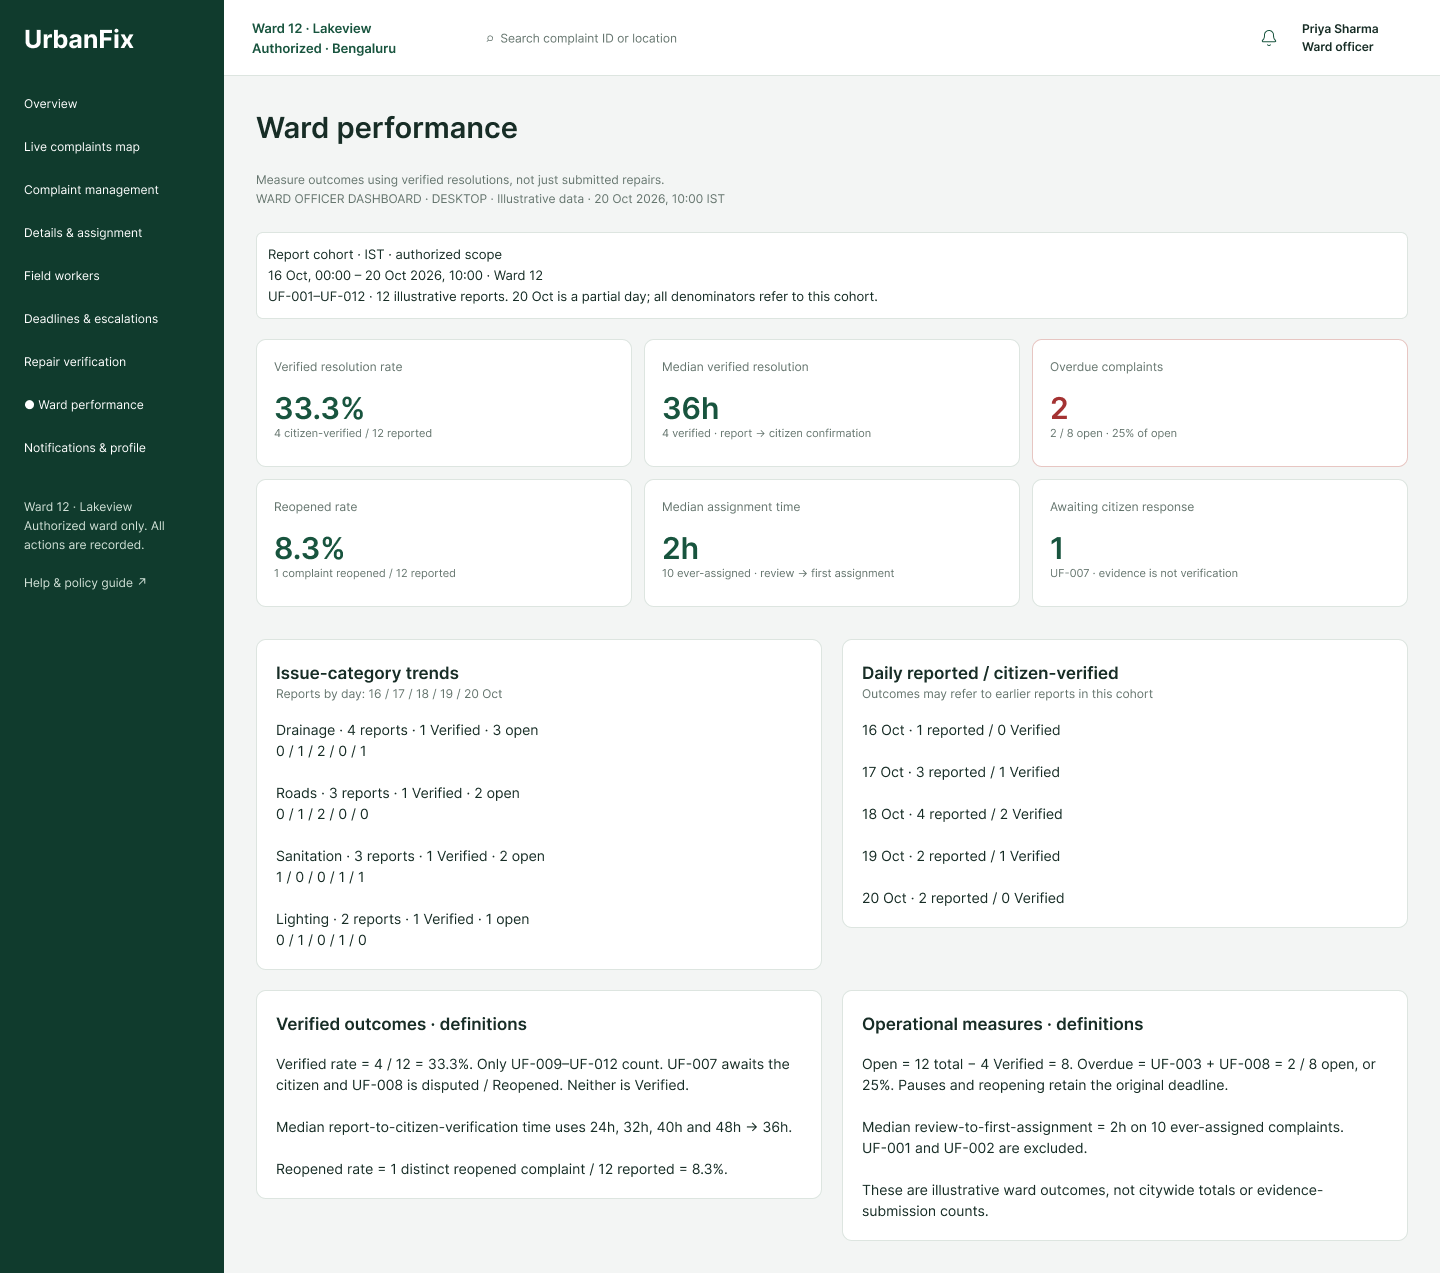 UrbanFix
Overview
Live complaints map
Complaint management
Details & assignment
Field workers
Deadlines & escalations
Repair verification
Ward performance
Notifications & profile
Ward 12 · Lakeview
Authorized ward only. All
actions are recorded.
Help & policy guide ↗
Ward 12 · Lakeview
Authorized · Bengaluru
Search complaint ID or location
Priya Sharma
Ward officer
Ward performance
Measure outcomes using verified resolutions, not just submitted repairs.
WARD OFFICER DASHBOARD · DESKTOP · Illustrative data · 20 Oct 2026, 10:00 IST
Report cohort · IST · authorized scope
16 Oct, 00:00 – 20 Oct 2026, 10:00 · Ward 12
UF-001–UF-012 · 12 illustrative reports. 20 Oct is a partial day; all denominators refer to this cohort.
Verified resolution rate
33.3%
4 citizen-verified / 12 reported
Median verified resolution
36h
4 verified · report → citizen confirmation
Overdue complaints
2
2 / 8 open · 25% of open
Reopened rate
8.3%
1 complaint reopened / 12 reported
Median assignment time
2h
10 ever-assigned · review → first assignment
Awaiting citizen response
1
UF-007 · evidence is not verification
Issue-category trends
Reports by day: 16 / 17 / 18 / 19 / 20 Oct
Drainage · 4 reports · 1 Verified · 3 open
0 / 1 / 2 / 0 / 1
Roads · 3 reports · 1 Verified · 2 open
0 / 1 / 2 / 0 / 0
Sanitation · 3 reports · 1 Verified · 2 open
1 / 0 / 0 / 1 / 1
Lighting · 2 reports · 1 Verified · 1 open
0 / 1 / 0 / 1 / 0
Daily reported / citizen-verified
Outcomes may refer to earlier reports in this cohort
16 Oct · 1 reported / 0 Verified
17 Oct · 3 reported / 1 Verified
18 Oct · 4 reported / 2 Verified
19 Oct · 2 reported / 1 Verified
20 Oct · 2 reported / 0 Verified
Verified outcomes · definitions
Verified rate = 4 / 12 = 33.3%. Only UF-009–UF-012 count. UF-007 awaits the
citizen and UF-008 is disputed / Reopened. Neither is Verified.
Median report-to-citizen-verification time uses 24h, 32h, 40h and 48h → 36h.
Reopened rate = 1 distinct reopened complaint / 12 reported = 8.3%.
Operational measures · definitions
Open = 12 total − 4 Verified = 8. Overdue = UF-003 + UF-008 = 2 / 8 open, or
25%. Pauses and reopening retain the original deadline.
Median review-to-first-assignment = 2h on 10 ever-assigned complaints.
UF-001 and UF-002 are excluded.
These are illustrative ward outcomes, not citywide totals or evidence-
submission counts.